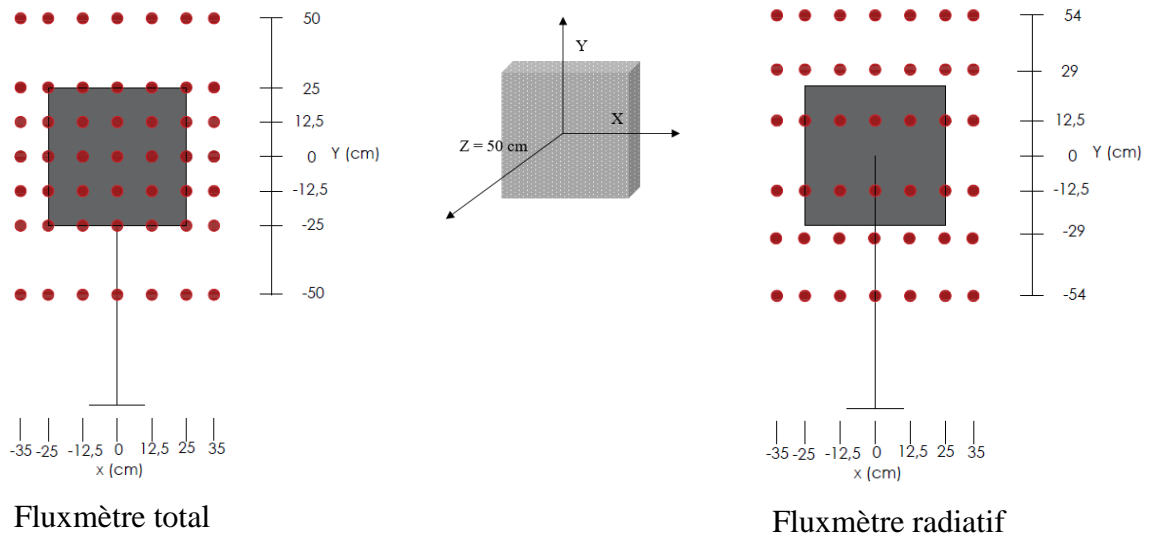 50
25
12,5
0 Y (cm)
-12,5
-25
-50
-35 -25 -12,5 0 12,5 25 35
x (cm)
Fluxmètre total
Y
X
Z = 50 cm
54
29
12,5
0 Y (cm)
-12,5
-29
-54
-35 -25 -12,5 0 12,5 25 35
x (cm)
Fluxmètre radiatif